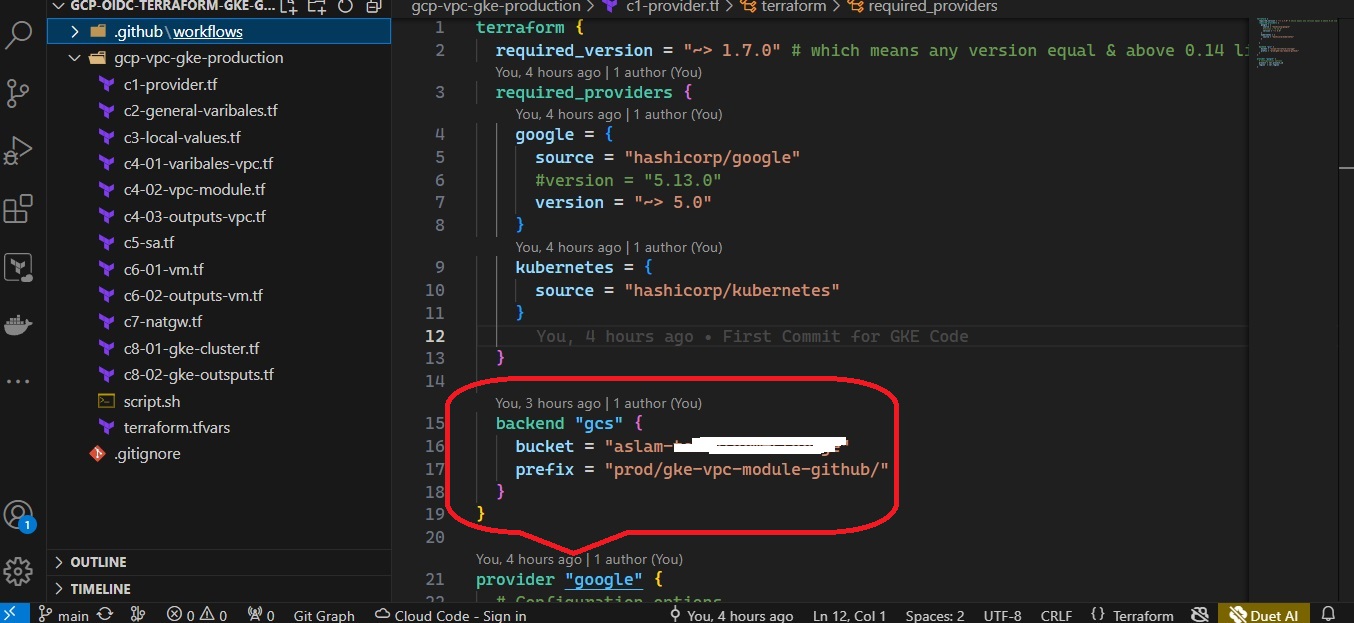 GCP-OIDC-TERRAFORM-GKE-G...
.github\workflows
gcp-vpc-gke-production
c1-provider.tf
c2-general-varibales.tf
c3-local-values.tf
c4-01-varibales-vpc.tf
c4-02-vpc-module.tf
c4-03-outputs-vpc.tf
c5-sa.tf
c6-01-vm.tf
c6-02-outputs-vm.tf
c7-natgw.tf
c8-01-gke-cluster.tf
c8-02-gke-outsputs.tf
script.sh
terraform.tfvars
.gitignore
OUTLINE
TIMELINE
1
gcp-vpc-gke-production > c1-provider.tf > terraform > required_providers
1 terraform {
2 required_version = "~> 1.7.0" # which means any version equal & above 0.14 li
You, 4 hours ago | 1 author (You)
3 required_providers {
You, 4 hours ago | 1 author (You)
4 google = {
5 source = "hashicorp/google"
6 #version = "5.13.0"
7 version = "~> 5.0"
8 }
You, 4 hours ago | 1 author (You)
9 kubernetes = {
10 source = "hashicorp/kubernetes"
11 }
12 You, 4 hours ago • First Commit for GKE Code
13 }
14
You, 3 hours ago | 1 author (You)
15 backend "gcs" {
16 bucket = "aslam-
17 prefix = "prod/gke-vpc-module-github/"
18 }
19 }
20
You, 4 hours ago | 1 author (You)
21 provider "google" {
22 # Configuration options
main 0 0 0 Git Graph Cloud Code - Sign in You, 4 hours ago Ln 12, Col 1 Spaces: 2 UTF-8 CRLF {} Terraform Duet AI